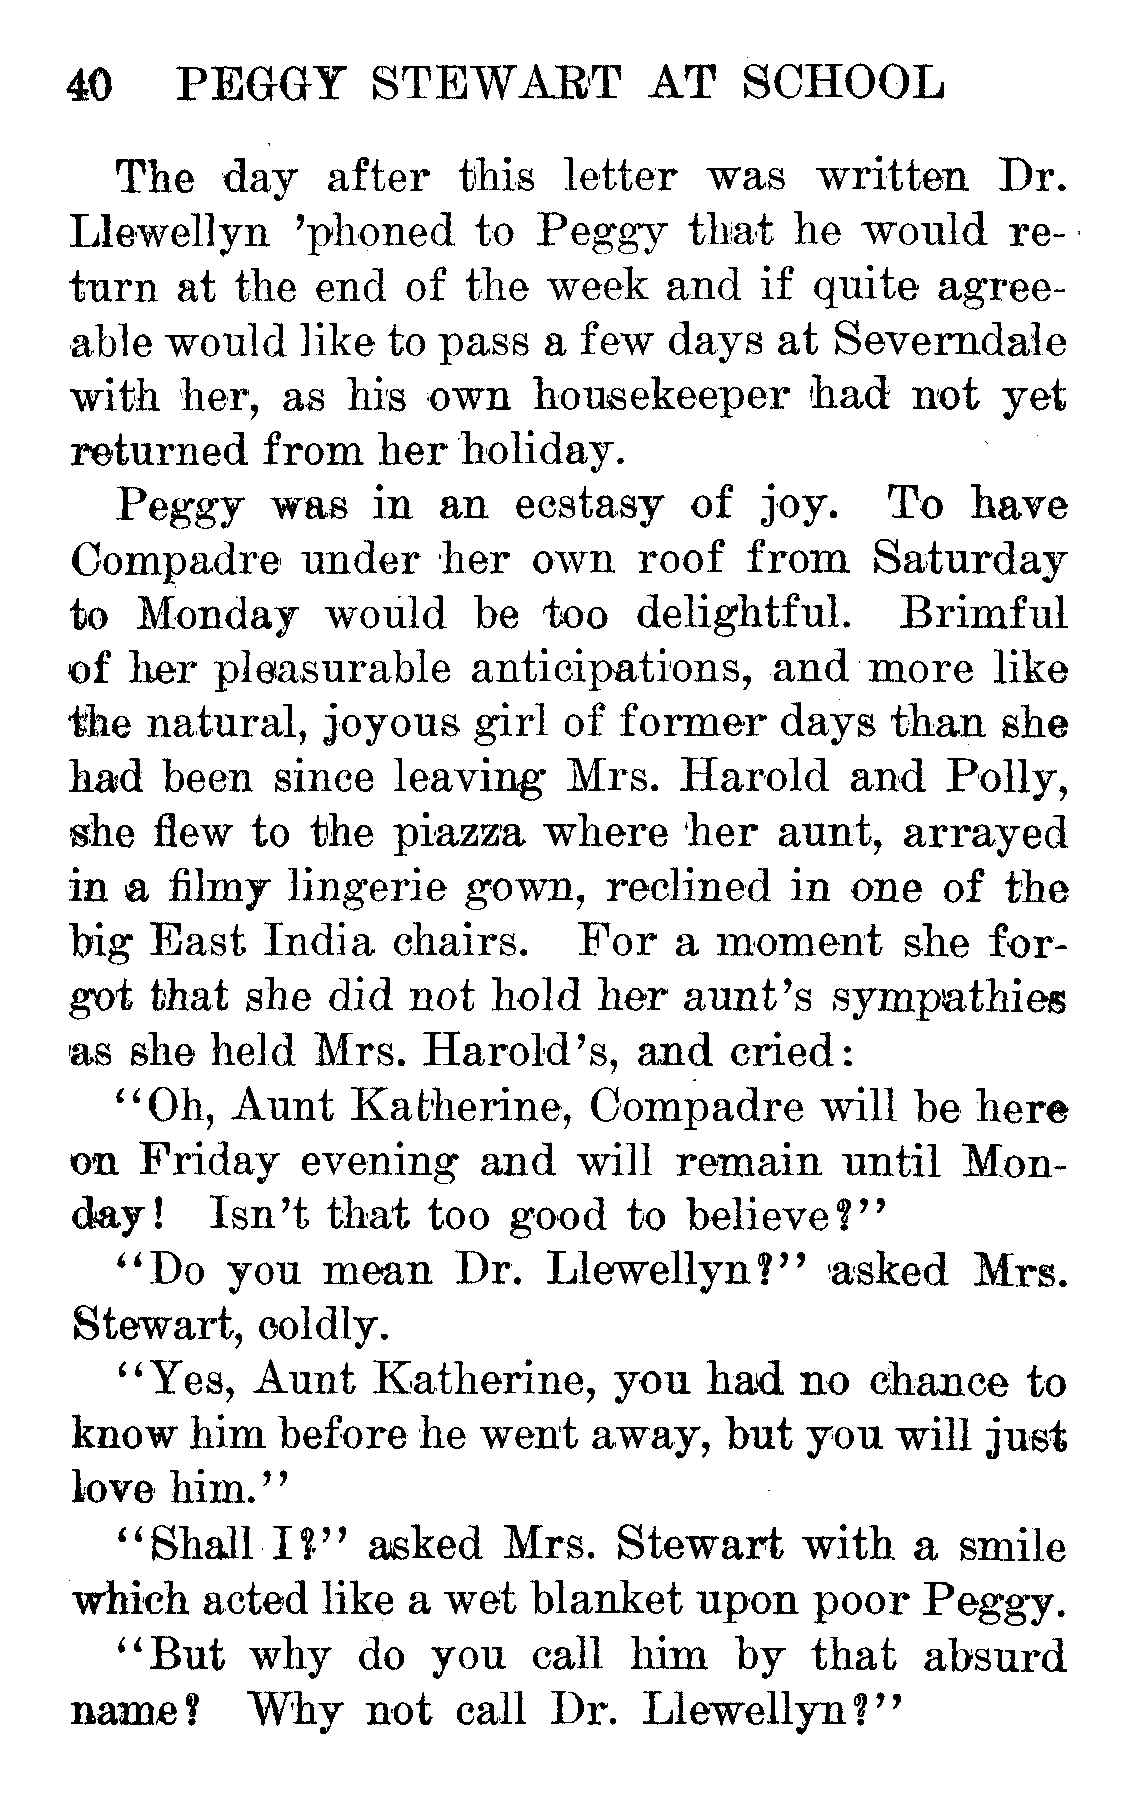 40 PEGGY STEWART AT SCHOOL
The day after this letter was written Dr.
Llewellyn ’phoned to Peggy that he would re-
turn at the end of the week and if quite agree-
able would like to pass a few days at Severndale
with her, as his own housekeeper had not yet
returned from her holiday.
Peggy was in an ecstasy of joy. To have
Compadre under her own roof from Saturday
to Monday would be too delightful. Brimful
of her pleasurable anticipations, and more like
the natural, joyous girl of former days than she
had been since leaving Mrs. Harold and Polly,
she flew to the piazza where her aunt, arrayed
in a filmy lingerie gown, reclined in one of the
big East India chairs. For a moment she for-
got that she did not hold her aunt’s sympathies
as she held Mrs. Harold’s, and cried:
“Oh, Aunt Katherine, Compadre will be here
on Friday evening and will remain until Mon-
day! Isn’t that too good to believe?”
“Do you mean Dr. Llewellyn?” asked Mrs.
Stewart, coldly.
“Yes, Aunt Katherine, you had no chance to
know him before he went away, but you will just
love him.”
“Shall I?” asked Mrs. Stewart with a smile
which acted like a wet blanket upon poor Peggy.
“But why do you call him by that absurd
name? Why not call Dr. Llewellyn?”